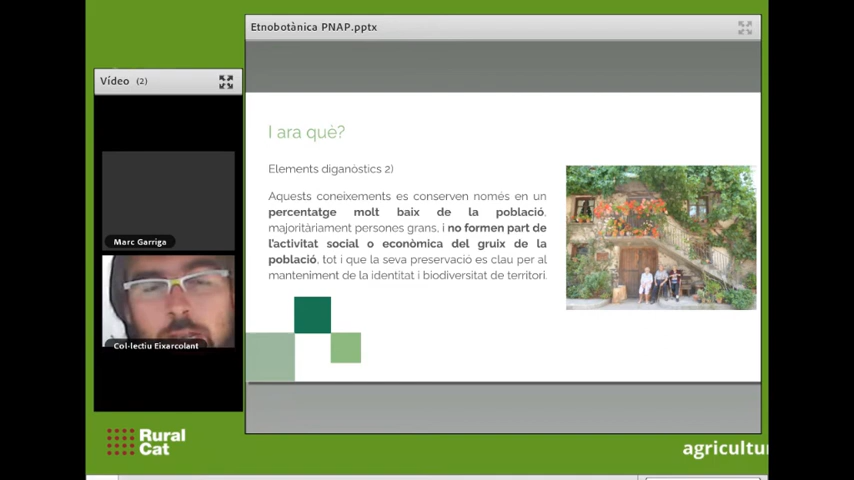 Etnobotànica PNAP.pptx
Vídeo (2)
I ara què?
Elements diganòstics 2)
Aquests coneixements es conserven només en un
percentatge molt baix de la població,
majoritàriament persones grans, i no formen part de
l'activitat social o econòmica del gruix de la
població, tot i que la seva preservació es clau per al
manteniment de la identitat i biodiversitat de territori.
Marc Garriga
Col·lectiu Eixarcolant
Rural
Cat
agricultu